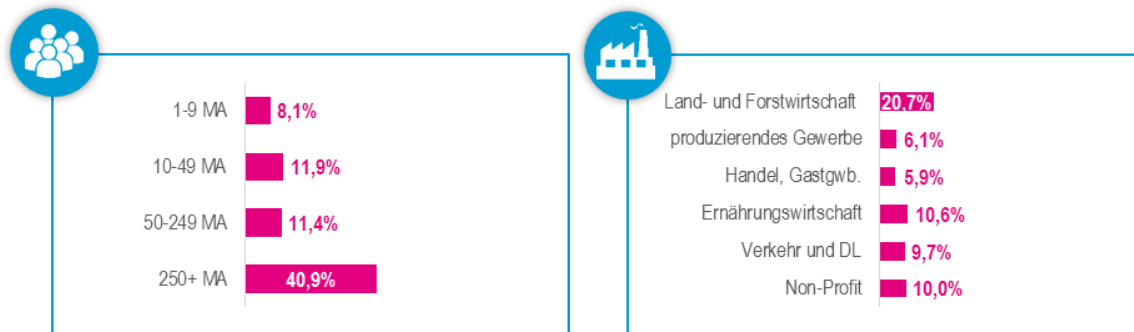 1-9 MA 8,1%
10-49 MA 11,9%
50-249 MA 11,4%
250+ MA 40,9%
Land- und Forstwirtschaft 20,7%
produzierendes Gewerbe 6,1%
Handel, Gastgwb. 5,9%
Ernährungswirtschaft 10,6%
Verkehr und DL 9,7%
Non-Profit 10,0%